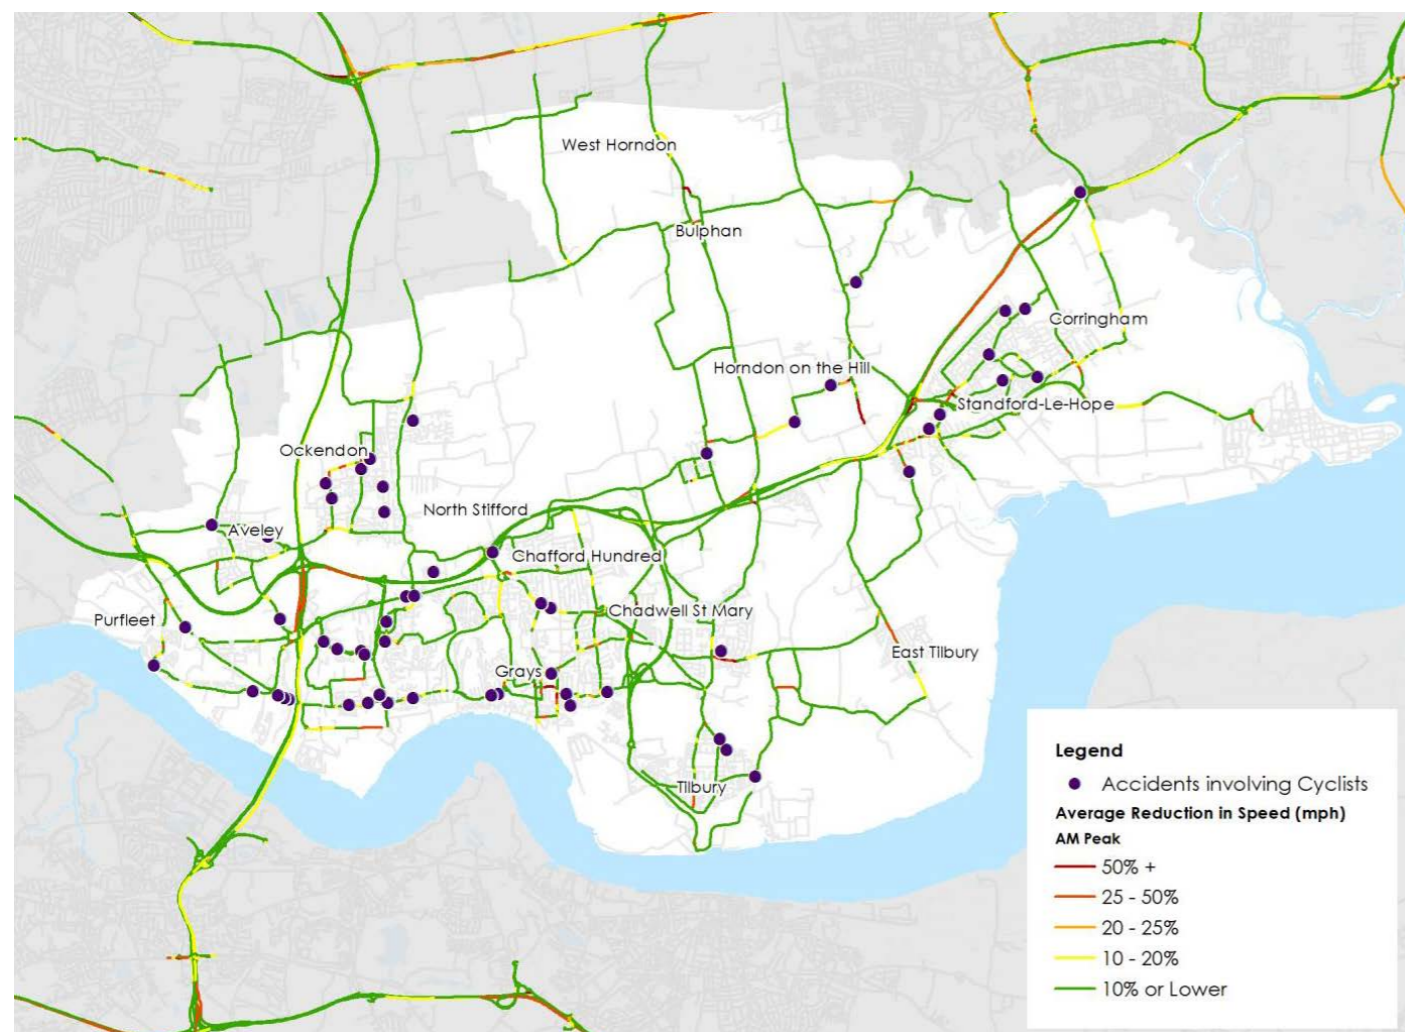 West Horndon
Bulphan
Corringham
Horndon on the Hill
Standford-Le-Hope
Ockendon
North Stifford
Aveley
Chafford Hundred
Purfleet
Chadwell St Mary
East Tilbury
Grays
Tilbury
Legend
Accidents involving Cyclists
Average Reduction in Speed (mph)
AM Peak
50% +
25 - 50%
20 - 25%
10 - 20%
10% or Lower